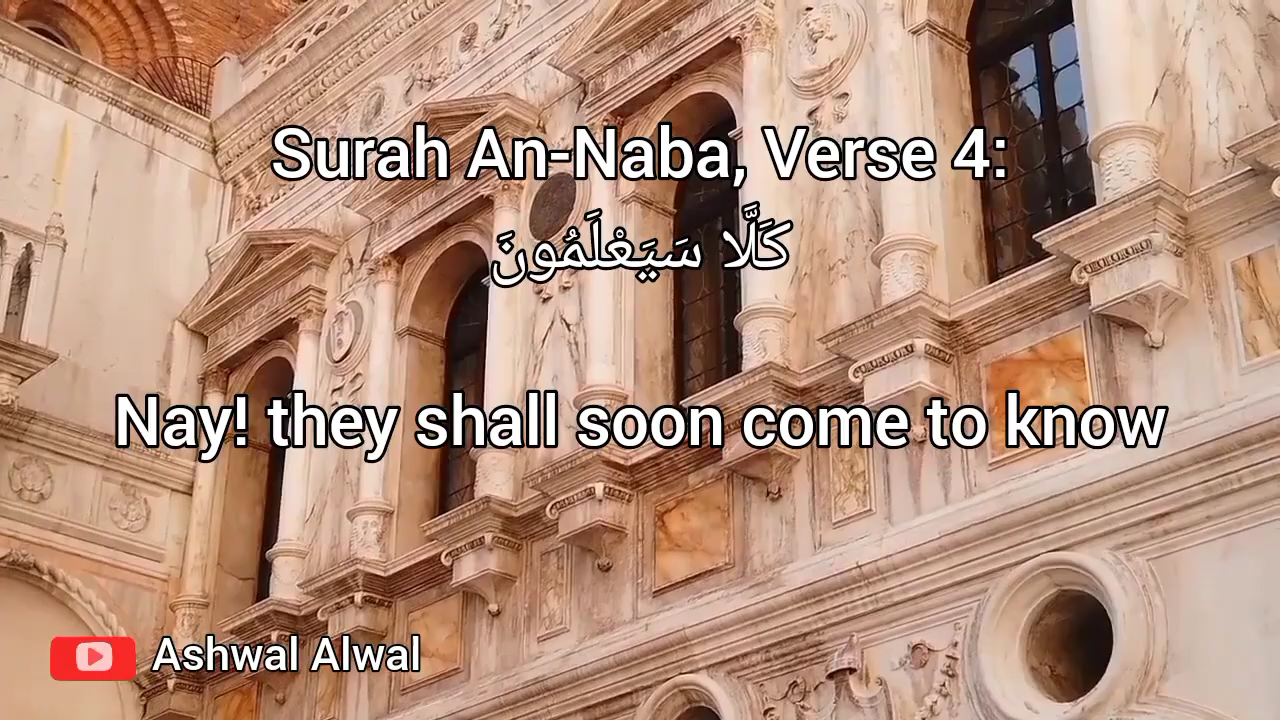 Surah An-Naba, Verse 4:
كَلَّا سَيَعْلَمُونَ
Nay! they shall soon come to know
Ashwal Alwal